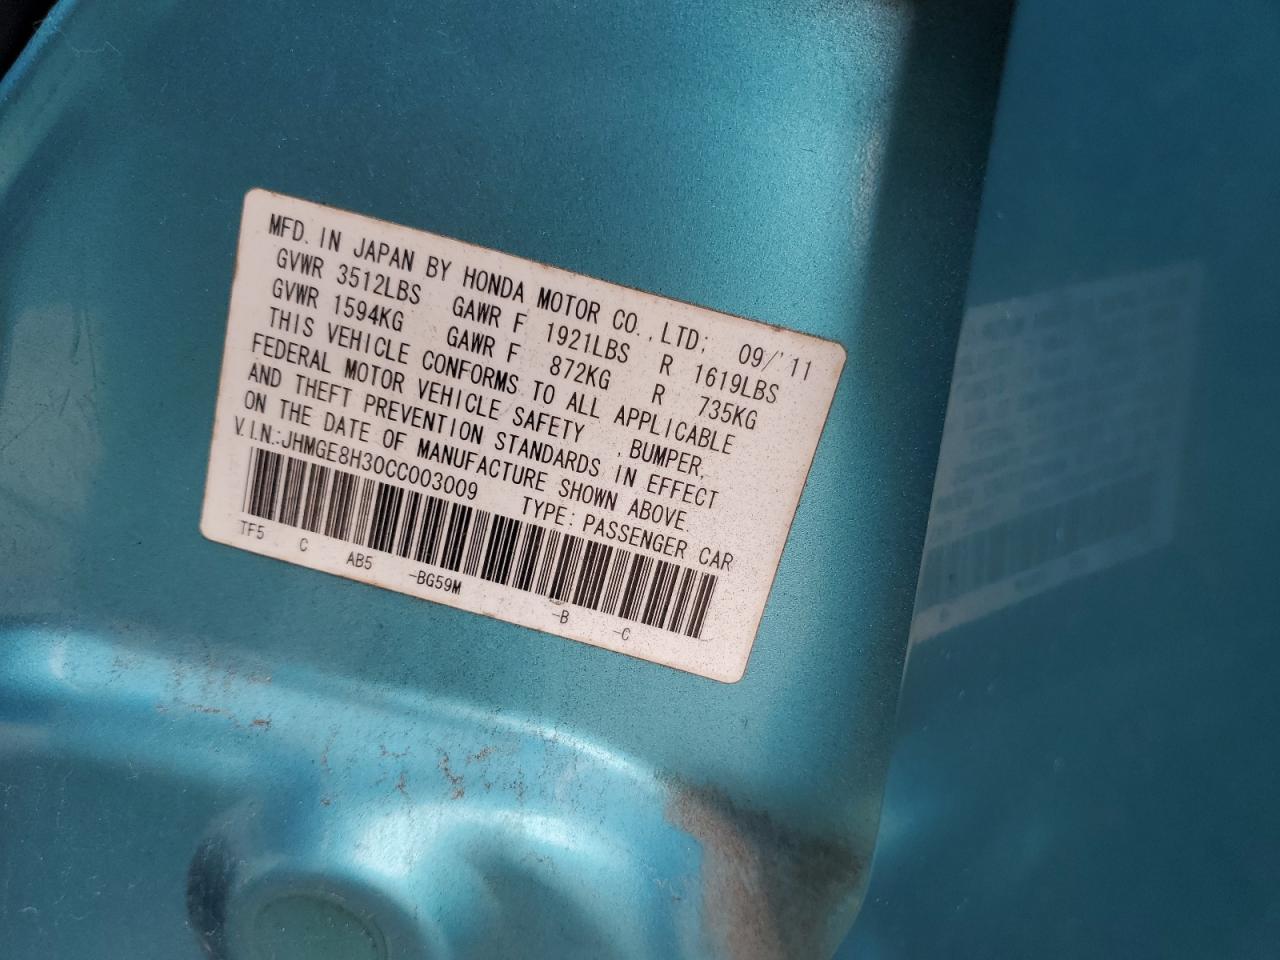 MFD. IN JAPAN BY HONDA MOTOR CO.,LTD; 09/'11
GVWR 3512LBS GAWR F 1921LBS R 1619LBS
GVWR 1594KG GAWR F 872KG R 735KG
THIS VEHICLE CONFORMS TO ALL APPLICABLE
FEDERAL MOTOR VEHICLE SAFETY , BUMPER,
AND THEFT PREVENTION STANDARDS IN EFFECT
ON THE DATE OF MANUFACTURE SHOWN ABOVE.
V.I.N.:JHMGE8H30CC003009 TYPE: PASSENGER CAR
TF5 C AB5 -BG59M -B -C